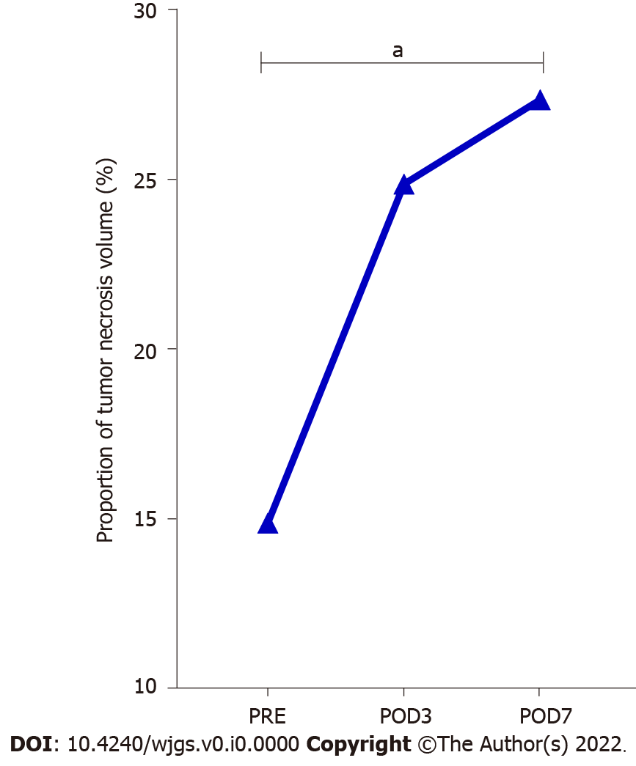 30
a
25
20
15
10
Proportion of tumor necrosis volume (%)
PRE POD3 POD7
DOI: 10.4240/wjgs.v0.i0.0000 Copyright ©The Author(s) 2022.